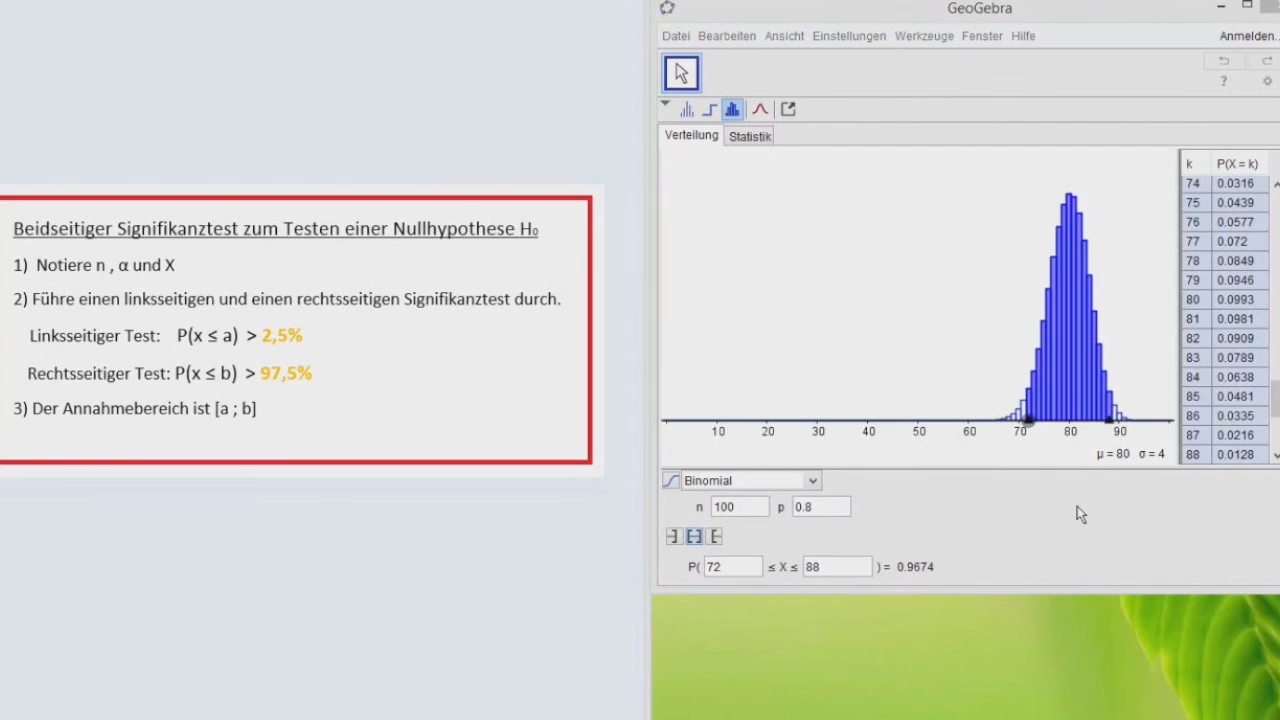 Beidseitiger Signifikanztest zum Testen einer Nullhypothese H₀
1) Notiere n , α und X
2) Führe einen linksseitigen und einen rechtsseitigen Signifikanztest durch.
Linksseitiger Test: P(x ≤ a) > 2,5%
Rechtsseitiger Test: P(x ≤ b) > 97,5%
3) Der Annahmebereich ist [a ; b]
GeoGebra
Datei Bearbeiten Ansicht Einstellungen Werkzeuge Fenster Hilfe
Anmelden..
?
Verteilung Statistik
k P(X = k)
74 0.0316
75 0.0439
76 0.0577
77 0.072
78 0.0849
79 0.0946
80 0.0993
81 0.0981
82 0.0909
83 0.0789
84 0.0638
85 0.0481
86 0.0335
87 0.0216
88 0.0128
10 20 30 40 50 60 70 80 90
μ = 80 σ = 4
Binomial
n 100 p 0.8
P( 72 ≤ X ≤ 88 ) = 0.9674